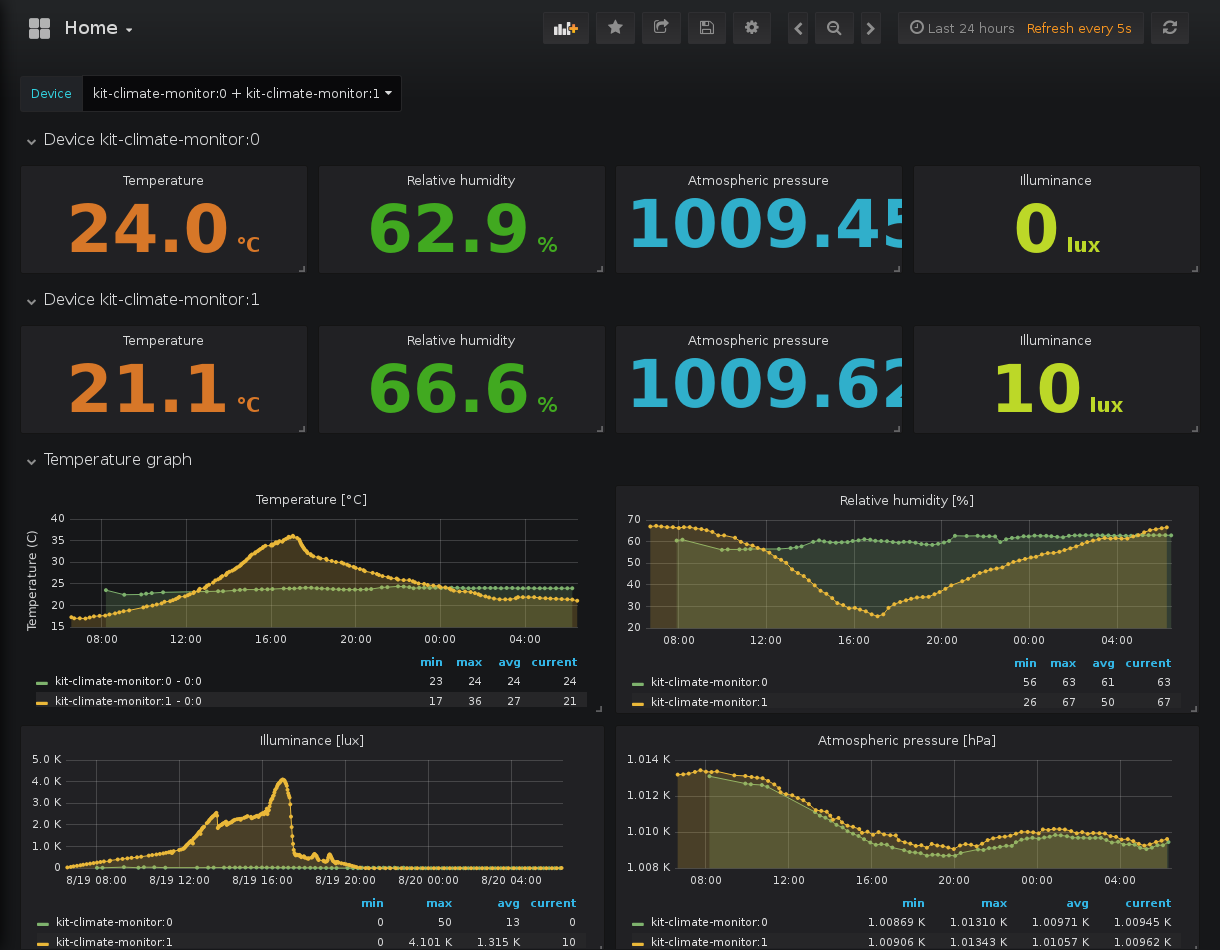 Home
Last 24 hours Refresh every 5s
Device kit-climate-monitor:0 + kit-climate-monitor:1
Device kit-climate-monitor:0
Temperature Relative humidity Atmospheric pressure Illuminance
24.0 °C 62.9 % 1009.45 0 lux
Device kit-climate-monitor:1
Temperature Relative humidity Atmospheric pressure Illuminance
21.1 °C 66.6 % 1009.62 10 lux
Temperature graph
Temperature [°C]
Temperature (C)
40
35
30
25
20
15
08:00 12:00 16:00 20:00 00:00 04:00
min max avg current
kit-climate-monitor:0 - 0:0 23 24 24 24
kit-climate-monitor:1 - 0:0 17 36 27 21
Relative humidity [%]
70
60
50
40
30
20
08:00 12:00 16:00 20:00 00:00 04:00
min max avg current
kit-climate-monitor:0 56 63 61 63
kit-climate-monitor:1 26 67 50 67
Illuminance [lux]
5.0 K
4.0 K
3.0 K
2.0 K
1.0 K
0
8/19 08:00 8/19 12:00 8/19 16:00 8/19 20:00 8/20 00:00 8/20 04:00
min max avg current
kit-climate-monitor:0 0 50 13 0
kit-climate-monitor:1 0 4.101 K 1.315 K 10
Atmospheric pressure [hPa]
1.014 K
1.012 K
1.010 K
1.008 K
08:00 12:00 16:00 20:00 00:00 04:00
min max avg current
kit-climate-monitor:0 1.00869 K 1.01310 K 1.00971 K 1.00945 K
kit-climate-monitor:1 1.00906 K 1.01343 K 1.01057 K 1.00962 K